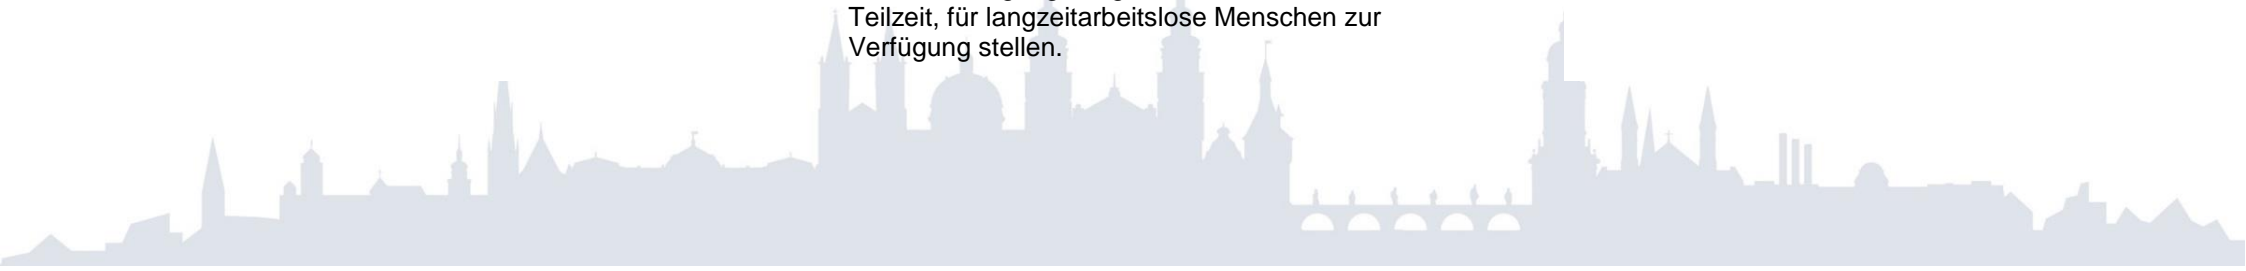 Teilzeit, für langzeitarbeitslose Menschen zur
Verfügung stellen.